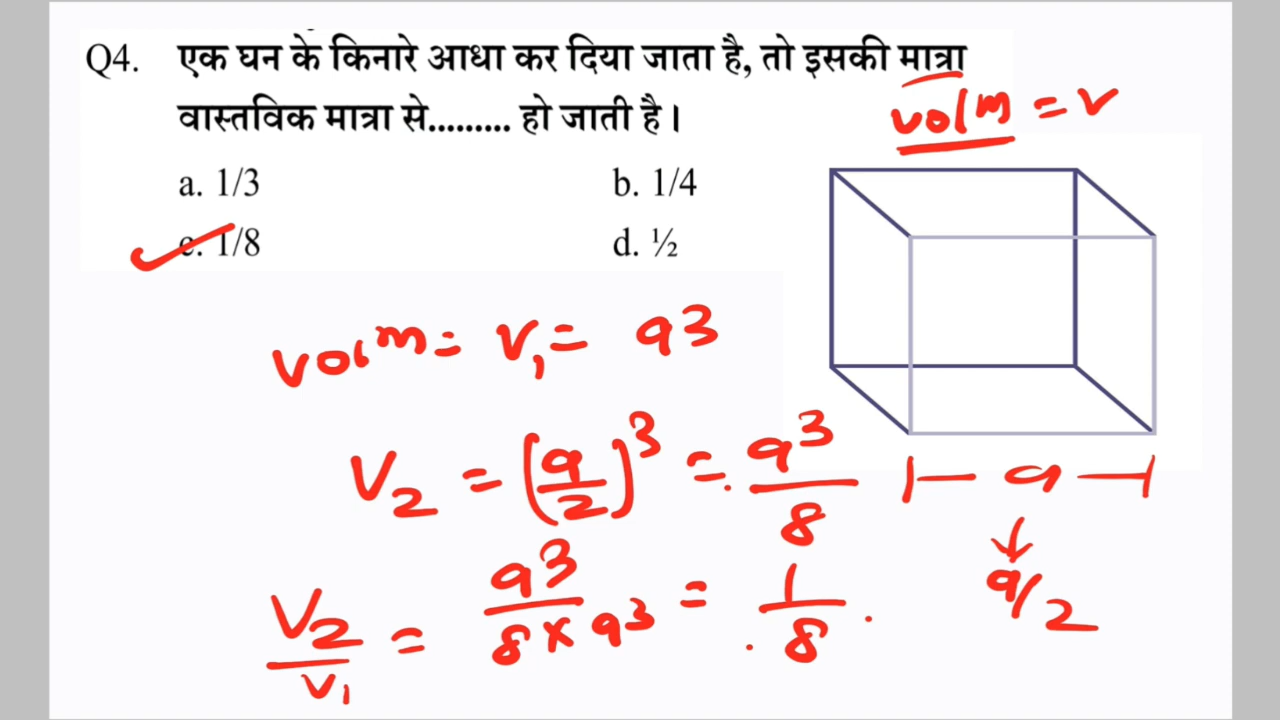 Q4. एक घन के किनारे आधा कर दिया जाता है, तो इसकी मात्रा
वास्तविक मात्रा से......... हो जाती है।
volm = v
a. 1/3 b. 1/4
c. 1/8 d. ½
volm = V₁ = a3
V₂ = (a/2)³ = a³/8
a
a/2
V₂/V₁ = a3/8×a3 = 1/8